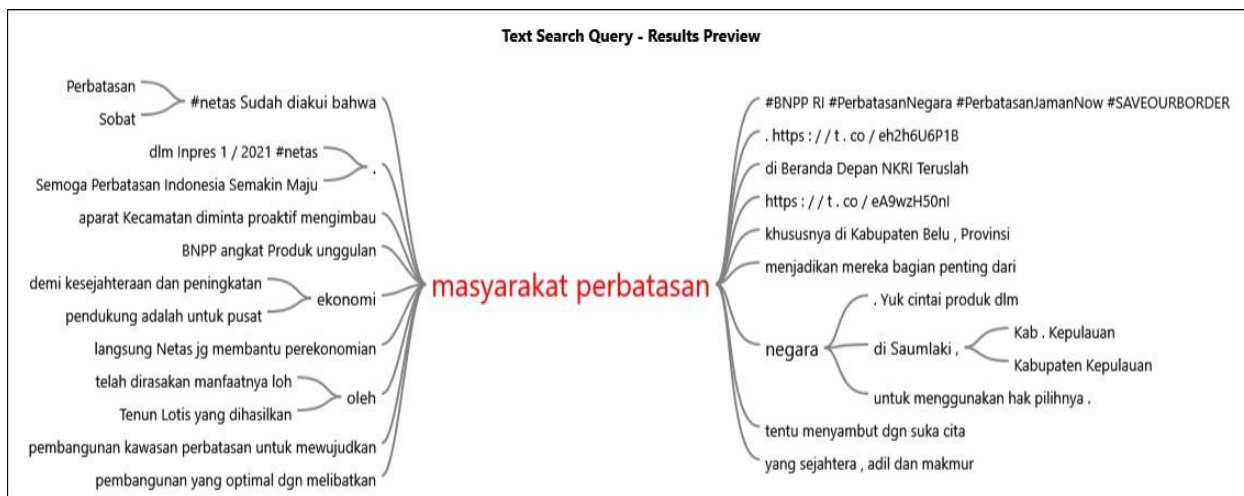 Text Search Query - Results Preview
Perbatasan
Sobat
#netas Sudah diakui bahwa
dlm Inpres 1 / 2021 #netas
Semoga Perbatasan Indonesia Semakin Maju
.
aparat Kecamatan diminta proaktif mengimbau
BNPP angkat Produk unggulan
demi kesejahteraan dan peningkatan
pendukung adalah untuk pusat
ekonomi
langsung Netas jg membantu perekonomian
telah dirasakan manfaatnya loh
Tenun Lotis yang dihasilkan
oleh
pembangunan kawasan perbatasan untuk mewujudkan
pembangunan yang optimal dgn melibatkan
masyarakat perbatasan
#BNPP RI #PerbatasanNegara #PerbatasanJamanNow #SAVEOURBORDER
. https : / / t . co / eh2h6U6P1B
di Beranda Depan NKRI Teruslah
https : / / t . co / eA9wzH50nI
khususnya di Kabupaten Belu , Provinsi
menjadikan mereka bagian penting dari
negara
. Yuk cintai produk dlm
di Saumlaki ,
Kab . Kepulauan
Kabupaten Kepulauan
untuk menggunakan hak pilihnya .
tentu menyambut dgn suka cita
yang sejahtera , adil dan makmur